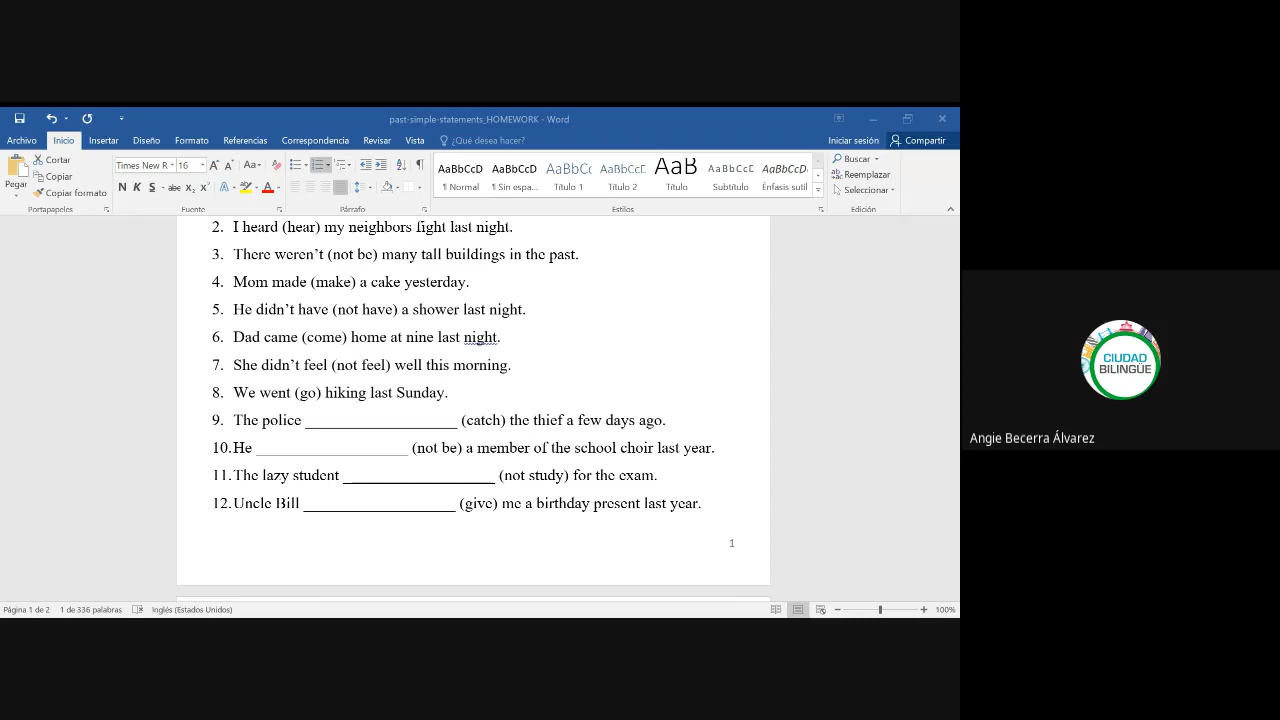 past-simple-statements_HOMEWORK - Word
Archivo Inicio Insertar Diseño Formato Referencias Correspondencia Revisar Vista ¿Qué desea hacer? Iniciar sesión Compartir
Pegar
Cortar
Copiar
Copiar formato
Portapapeles
Times New R 16
N K S abc x₂ x² A A
Fuente
Párrafo
AaBbCcD AaBbCcD AaBbCc AaBbCcC AaB AaBbCcC AaBbCcD
¶ Normal ¶ Sin espa... Título 1 Título 2 Título Subtítulo Énfasis sutil
Estilos
Buscar
Reemplazar
Seleccionar
Edición
2. I heard (hear) my neighbors fight last night.
3. There weren’t (not be) many tall buildings in the past.
4. Mom made (make) a cake yesterday.
5. He didn’t have (not have) a shower last night.
6. Dad came (come) home at nine last night.
7. She didn’t feel (not feel) well this morning.
8. We went (go) hiking last Sunday.
9. The police ___________________ (catch) the thief a few days ago.
10. He ___________________ (not be) a member of the school choir last year.
11. The lazy student ___________________ (not study) for the exam.
12. Uncle Bill ___________________ (give) me a birthday present last year.
1
Página 1 de 2 1 de 336 palabras Inglés (Estados Unidos) 100%
CIUDAD
BILINGÜE
Angie Becerra Álvarez